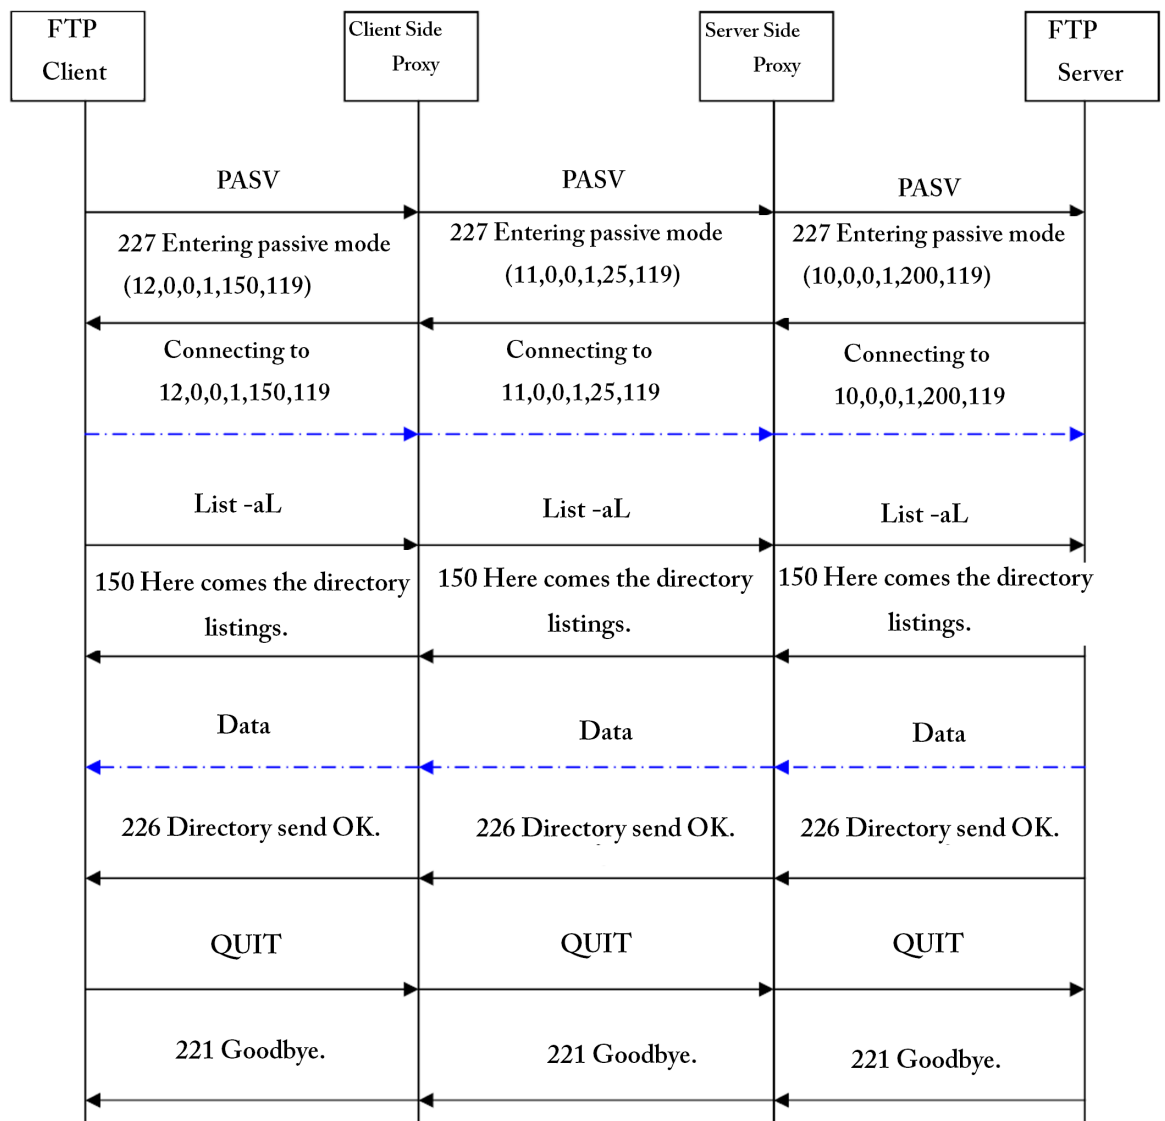 FTP
Client
Client Side
Proxy
Server Side
Proxy
FTP
Server
PASV
PASV
PASV
227 Entering passive mode
(12,0,0,1,150,119)
227 Entering passive mode
(11,0,0,1,25,119)
227 Entering passive mode
(10,0,0,1,200,119)
Connecting to
12,0,0,1,150,119
Connecting to
11,0,0,1,25,119
Connecting to
10,0,0,1,200,119
List -aL
List -aL
List -aL
150 Here comes the directory
listings.
150 Here comes the directory
listings.
150 Here comes the directory
listings.
Data
Data
Data
226 Directory send OK.
226 Directory send OK.
226 Directory send OK.
QUIT
QUIT
QUIT
221 Goodbye.
221 Goodbye.
221 Goodbye.